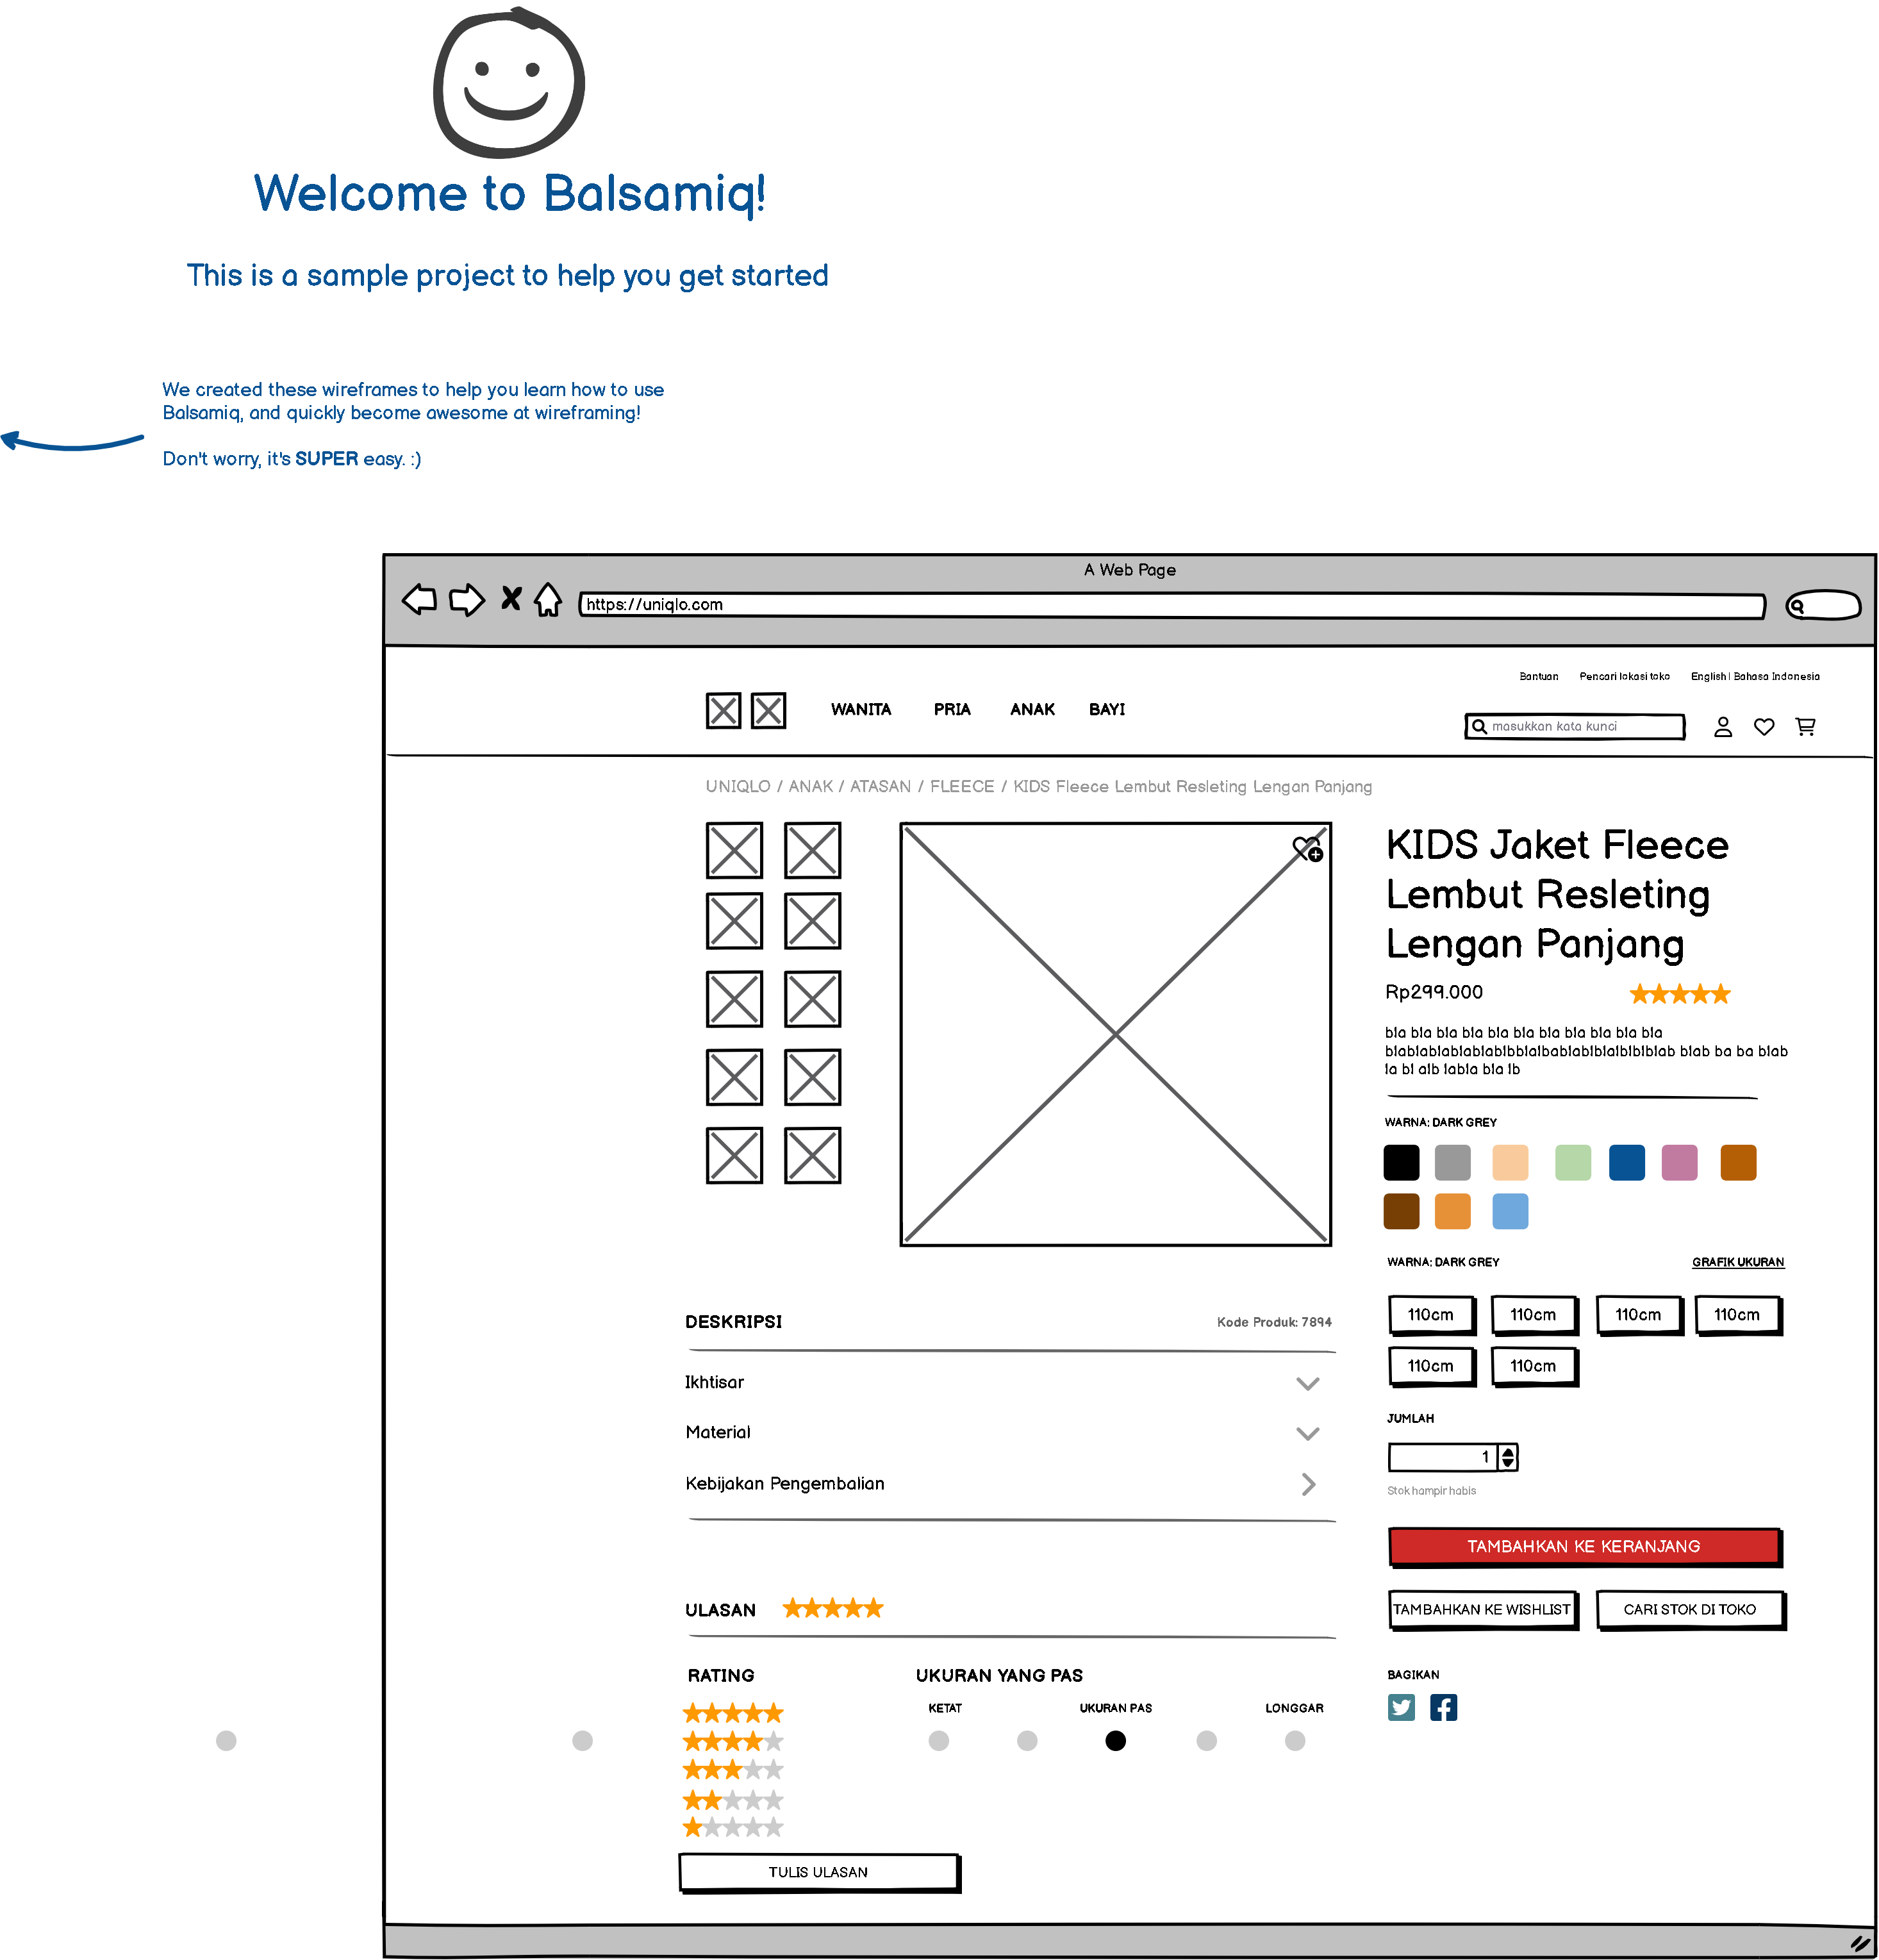 Welcome to Balsamiq!
This is a sample project to help you get started
We created these wireframes to help you learn how to use
Balsamiq, and quickly become awesome at wireframing!
Don't worry, it's SUPER easy. :)
A Web Page
https://uniqlo.com
Bantuan Pencari lokasi toko English | Bahasa Indonesia
WANITA PRIA ANAK BAYI
masukkan kata kunci
UNIQLO / ANAK / ATASAN / FLEECE / KIDS Fleece Lembut Resleting Lengan Panjang
KIDS Jaket Fleece
Lembut Resleting
Lengan Panjang
Rp299.000
bla bla bla bla bla bla bla bla bla bla bla
blablablablablablbblalbablablblalblblblab blab ba ba blab
la bl alb labla bla lb
WARNA: DARK GREY
WARNA: DARK GREY GRAFIK UKURAN
110cm 110cm 110cm 110cm
110cm 110cm
JUMLAH
1
Stok hampir habis
TAMBAHKAN KE KERANJANG
TAMBAHKAN KE WISHLIST CARI STOK DI TOKO
BAGIKAN
DESKRIPSI Kode Produk: 7894
Ikhtisar
Material
Kebijakan Pengembalian
ULASAN
RATING UKURAN YANG PAS
KETAT UKURAN PAS LONGGAR
TULIS ULASAN